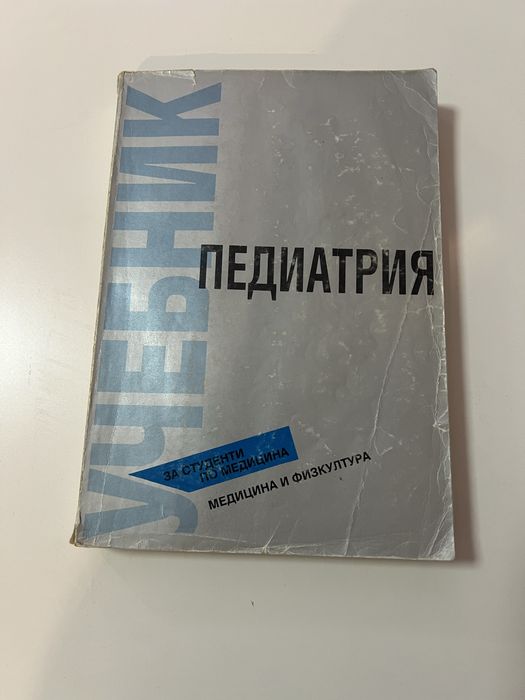 УЧЕБНИК
ПЕДИАТРИЯ
ЗА СТУДЕНТИ
ПО МЕДИЦИНА
МЕДИЦИНА И ФИЗКУЛТУРА